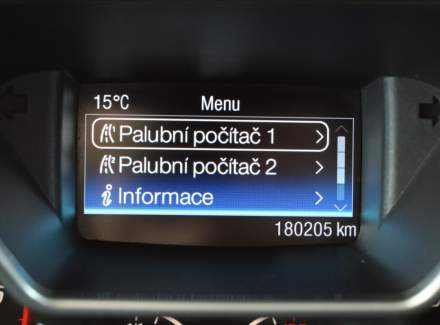 15°C Menu
Palubní počítač 1
Palubní počítač 2
Informace
180205 km